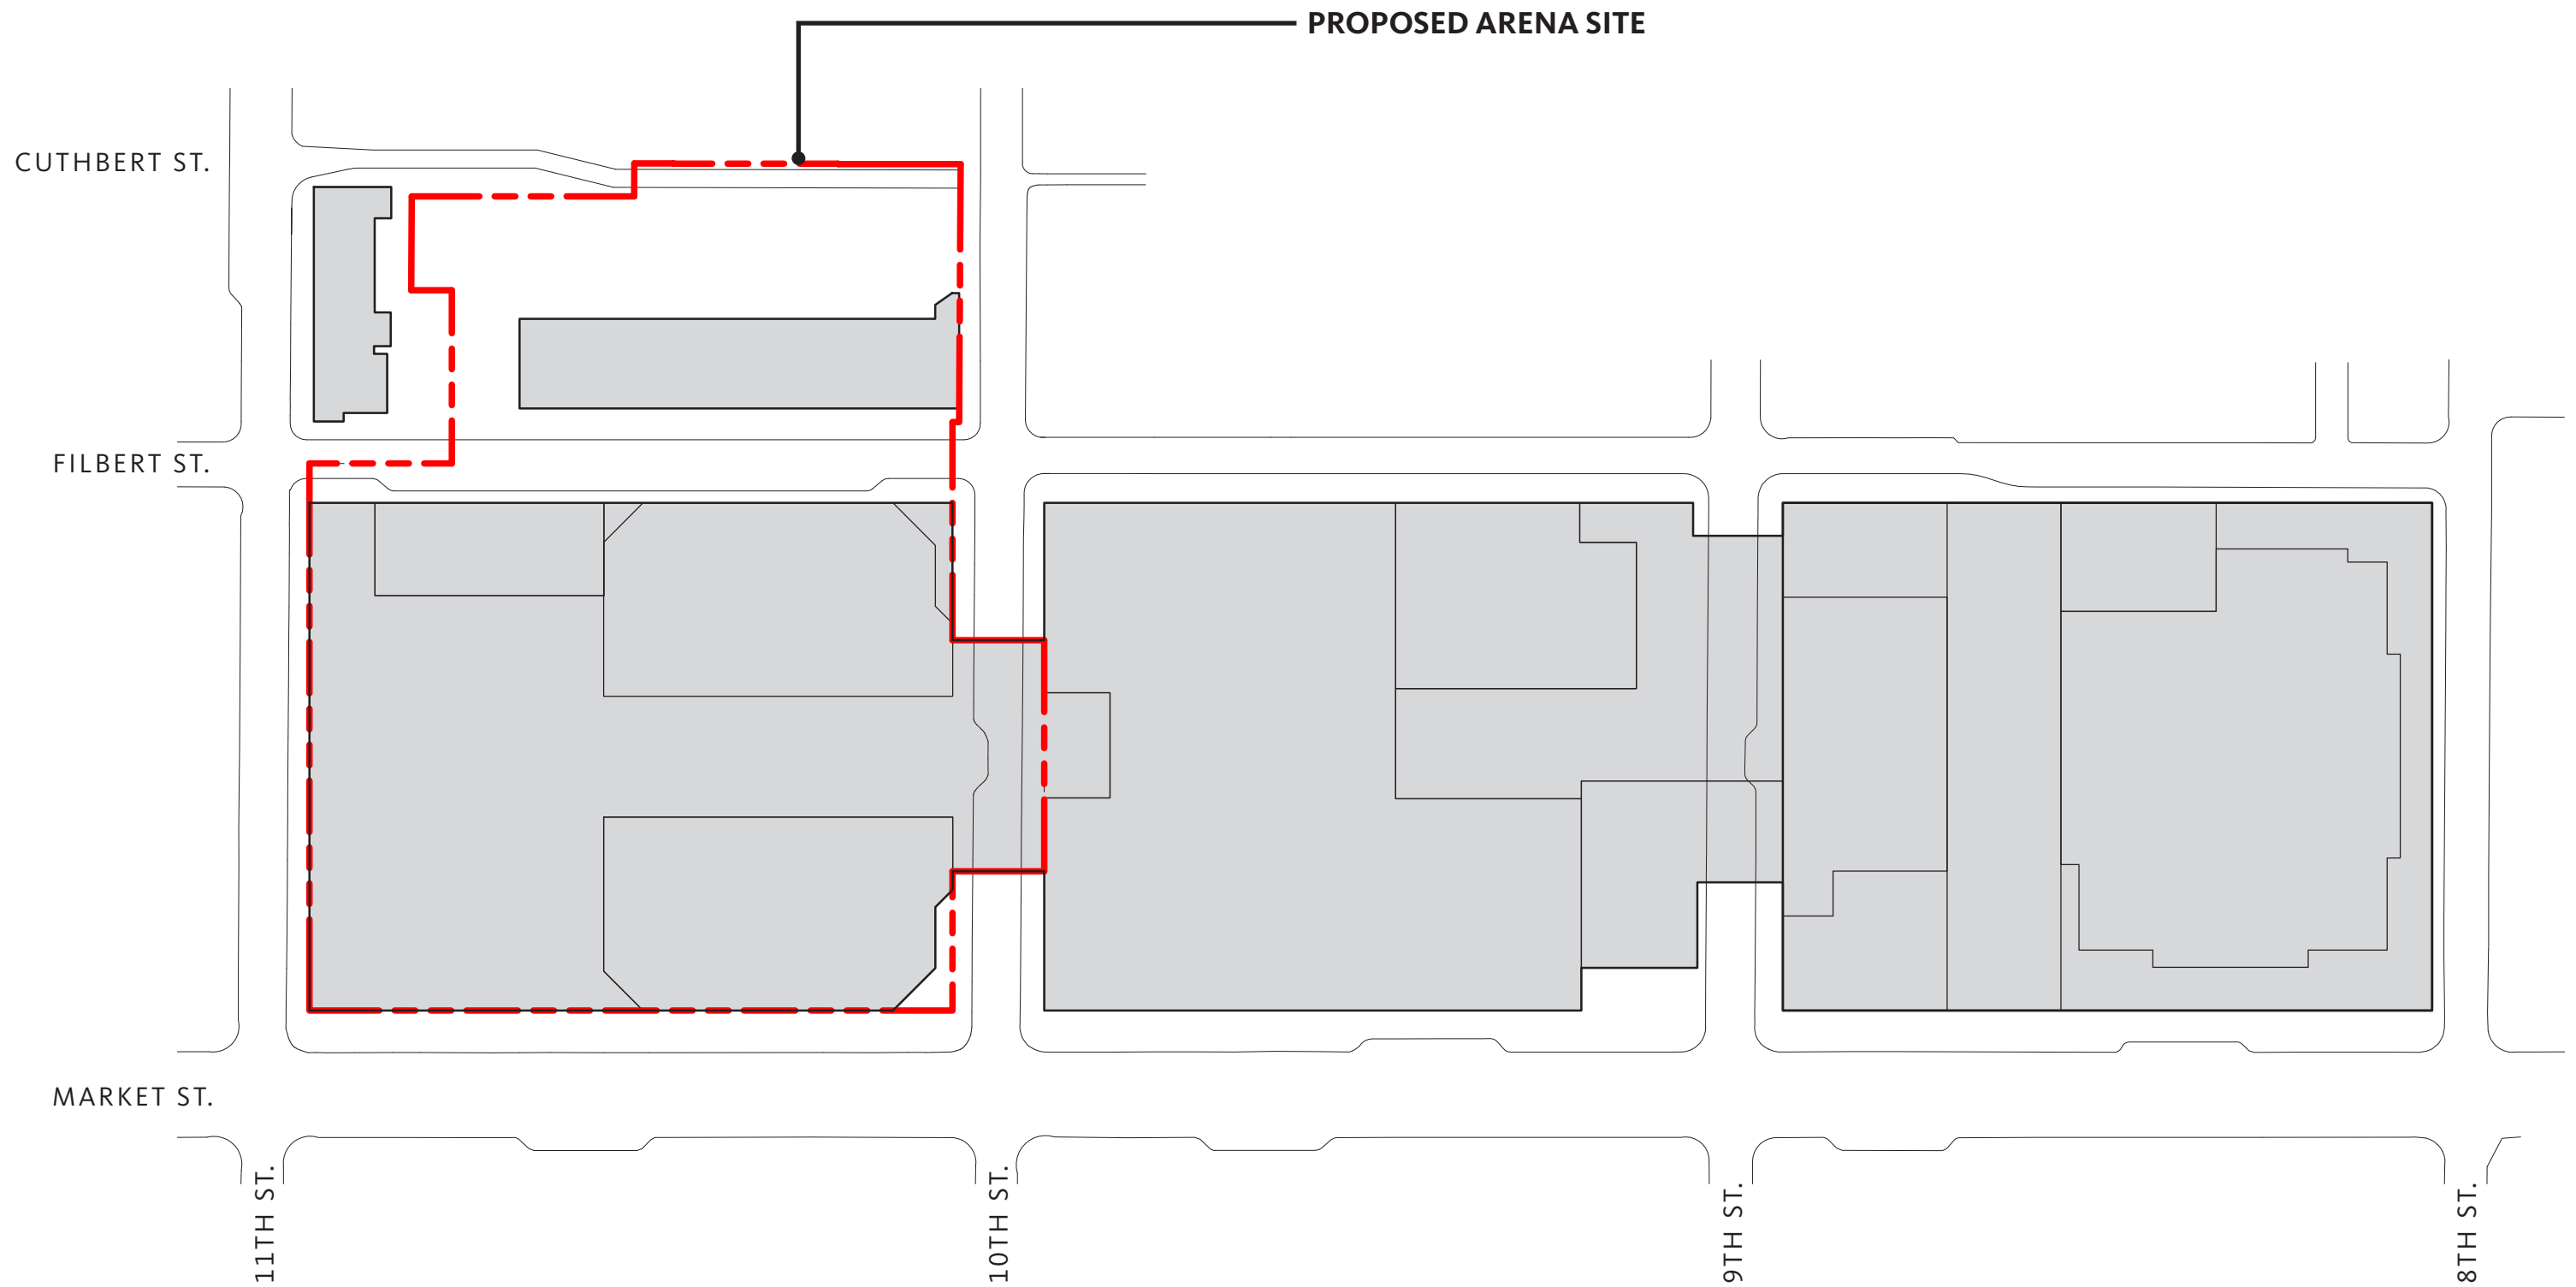 PROPOSED ARENA SITE
CUTHBERT ST.
FILBERT ST.
MARKET ST.
11TH ST.
10TH ST.
9TH ST.
8TH ST.